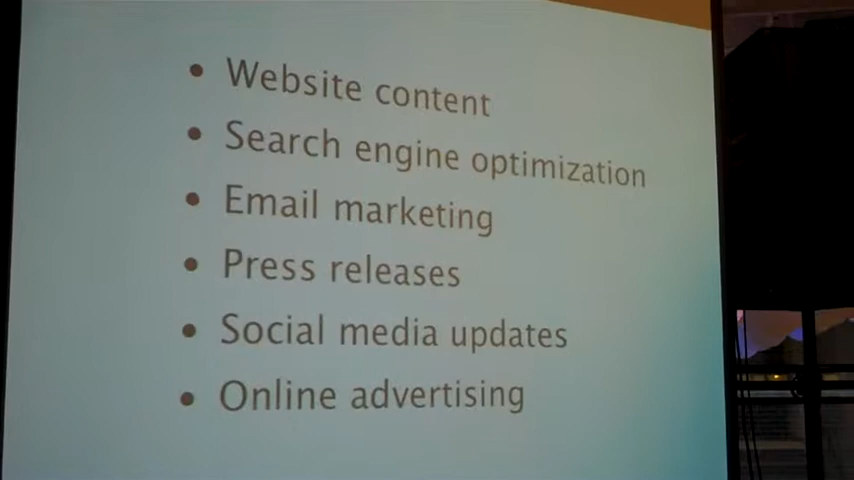 • Website content
• Search engine optimization
• Email marketing
• Press releases
• Social media updates
• Online advertising